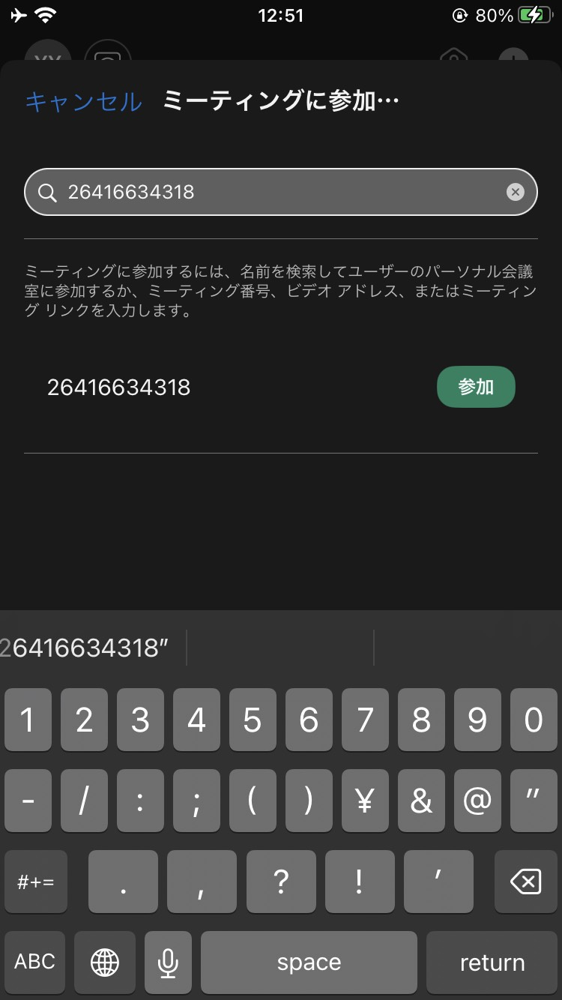 12:51
80%
キャンセル
ミーティングに参加…
26416634318
ミーティングに参加するには、名前を検索してユーザーのパーソナル会議
室に参加するか、ミーティング番号、ビデオ アドレス、またはミーティン
グ リンクを入力します。
26416634318
参加
26416634318”
1 2 3 4 5 6 7 8 9 0
- / : ; ( ) ¥ & @ ”
#+= . , ? ! ’
ABC space return